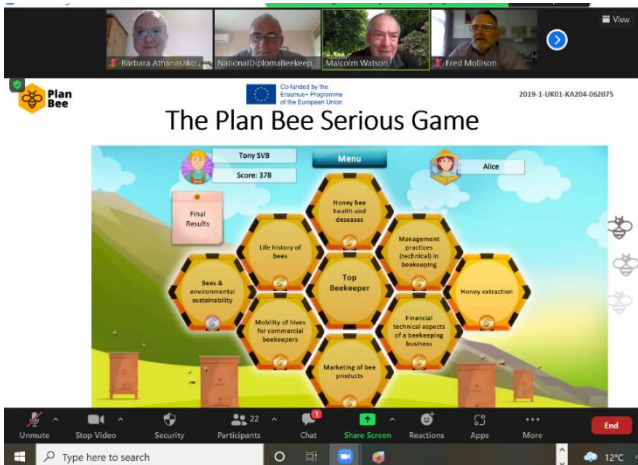 View
Barbara Athanasakou
NationalDiplomaBeekeep...
Malcolm Watson
Fred Mollison
Plan
Bee
Co-funded by the
Erasmus+ Programme
of the European Union
2019-1-UK01-KA204-062075
The Plan Bee Serious Game
Tony SVB
Score: 378
Menu
Alice
Final
Results
Honey bee
health and
deseases
Life history of
bees
Management
practices
(technical) in
beekeeping
Bees &
environmental
sustainability
Top
Beekeeper
Honey extraction
Mobility of hives
for commercial
beekeepers
Financial
technical aspects
of a beekeeping
business
Marketing of bee
products
Unmute
Stop Video
Security
22
Participants
1
Chat
Share Screen
Reactions
Apps
More
End
Type here to search
12°C